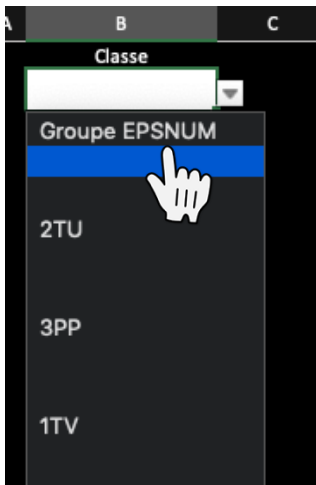 A
B
C
Classe
Groupe EPSNUM
2TU
3PP
1TV